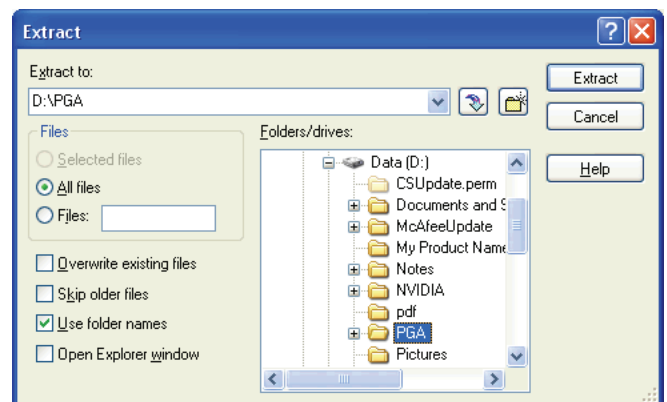 Extract
Extract to:
D:\PGA
Extract
Cancel
Help
Files
Selected files
All files
Files:
Overwrite existing files
Skip older files
Use folder names
Open Explorer window
Folders/drives:
Data (D:)
CSUpdate.perm
Documents and S
McAfeeUpdate
My Product Name
Notes
NVIDIA
pdf
PGA
Pictures